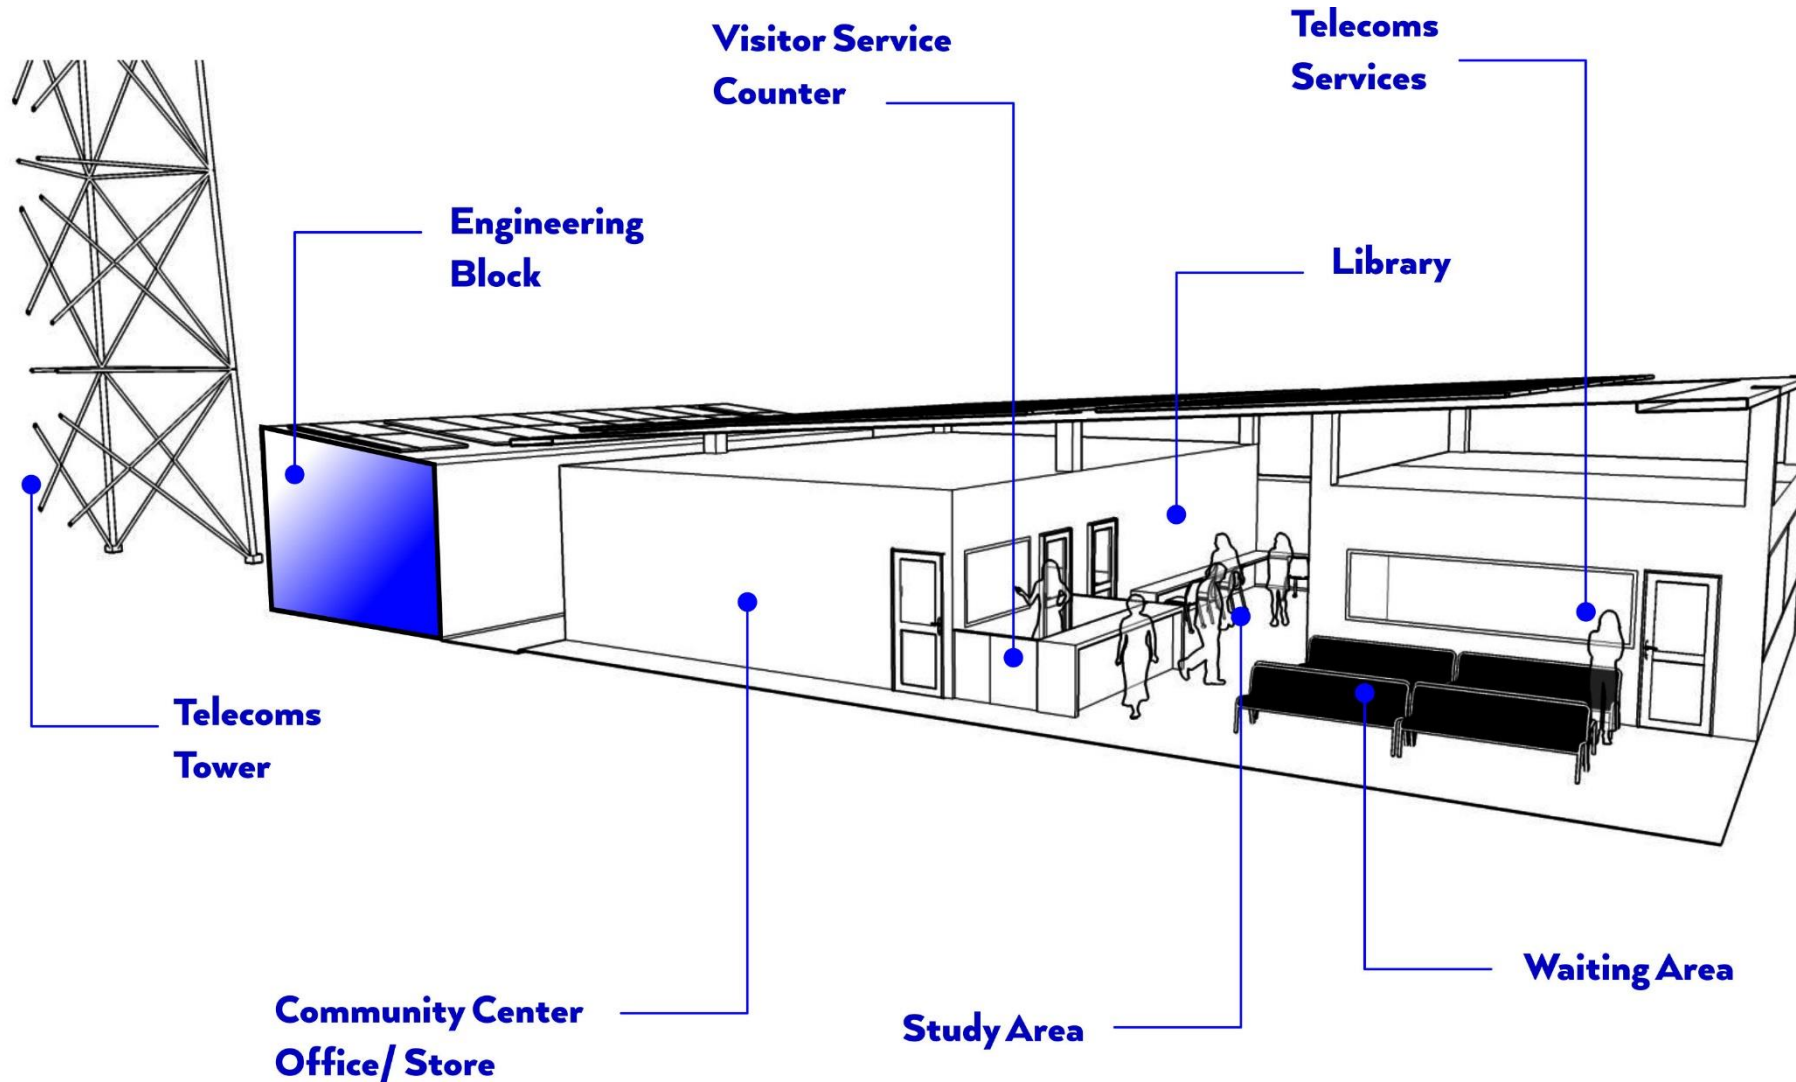 Visitor Service
Counter
Telecoms
Services
Engineering
Block
Library
Telecoms
Tower
Waiting Area
Community Center
Office/ Store
Study Area